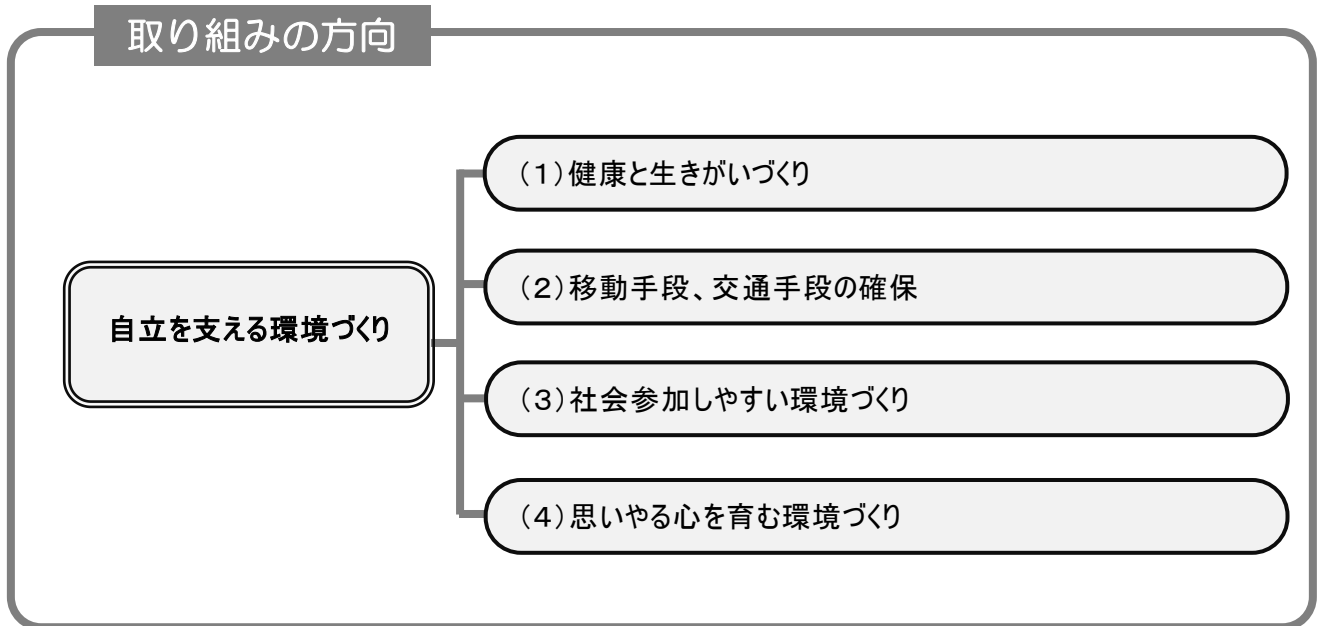 取り組みの方向
（１）健康と生きがいづくり
（２）移動手段、交通手段の確保
自立を支える環境づくり
（３）社会参加しやすい環境づくり
（４）思いやる心を育む環境づくり